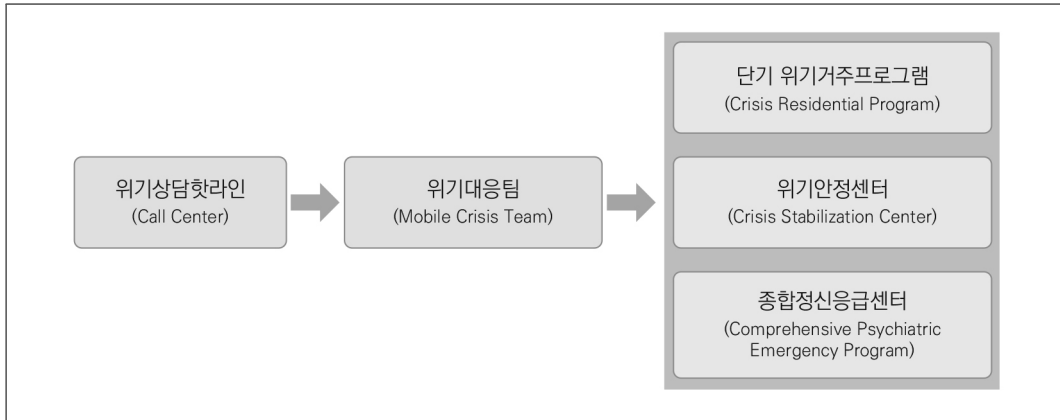 위기상담핫라인
(Call Center)
위기대응팀
(Mobile Crisis Team)
단기 위기거주프로그램
(Crisis Residential Program)
위기안정센터
(Crisis Stabilization Center)
종합정신응급센터
(Comprehensive Psychiatric
Emergency Program)